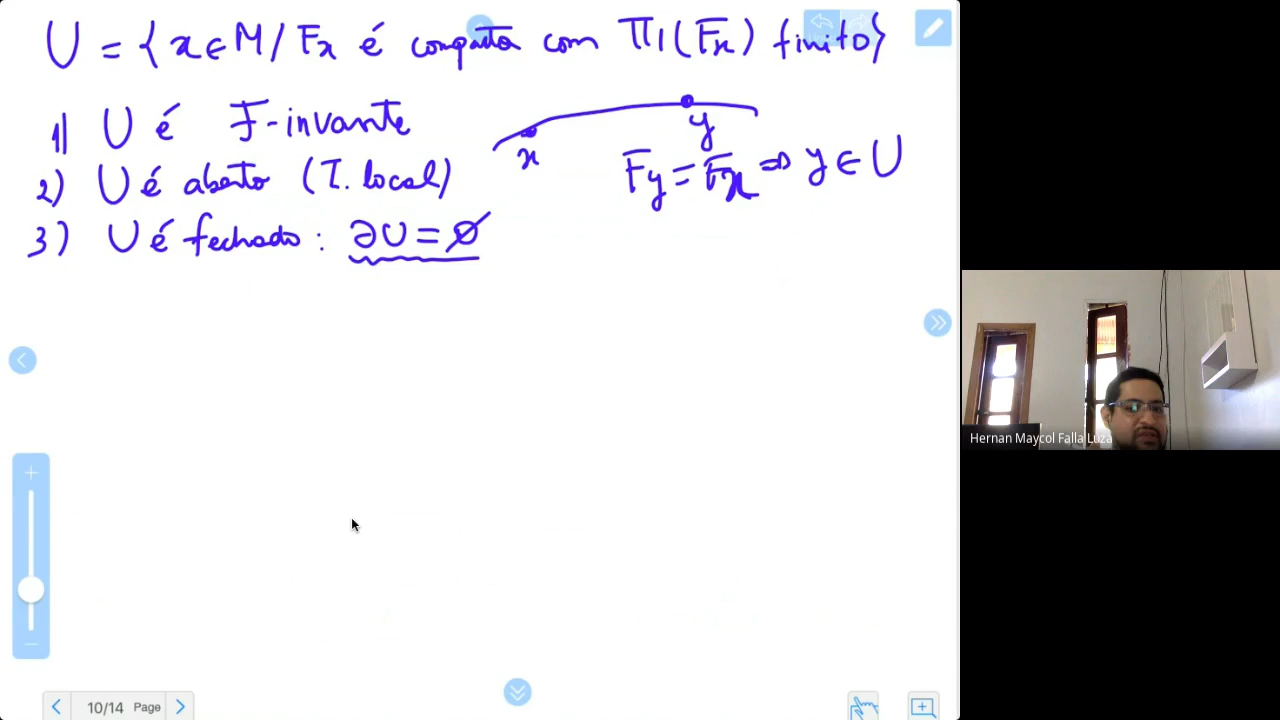 U = { x ∈ M / Fx é compacta com Π1(Fx) finito}
1) U é F-invante
x y
2) U é aberto (T. local)
Fy = Fx ⇒ y ∈ U
3) U é fechado : ∂U = ∅
Hernan Maycol Falla Luza
10/14 Page